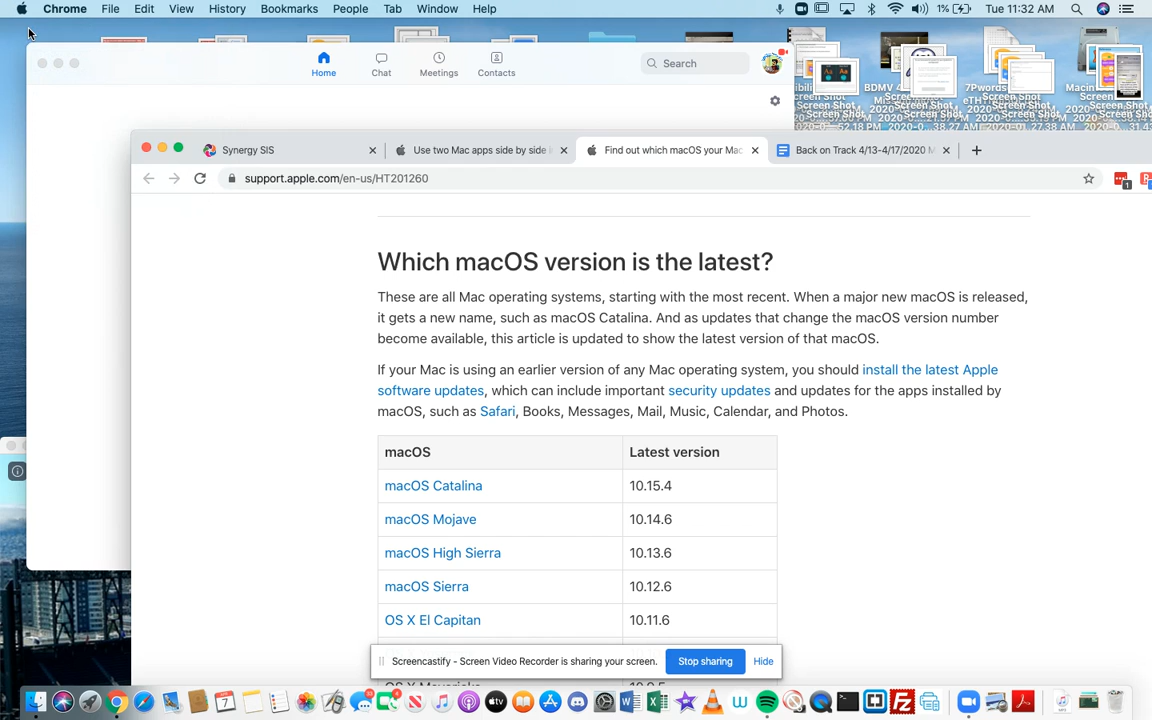 Chrome File Edit View History Bookmarks People Tab Window Help 1% Tue 11:32 AM
Home Chat Meetings Contacts Search
Synergy SIS
Use two Mac apps side by side i
Find out which macOS your Mac
Back on Track 4/13-4/17/2020 M
support.apple.com/en-us/HT201260
Which macOS version is the latest?
These are all Mac operating systems, starting with the most recent. When a major new macOS is released,
it gets a new name, such as macOS Catalina. And as updates that change the macOS version number
become available, this article is updated to show the latest version of that macOS.
If your Mac is using an earlier version of any Mac operating system, you should install the latest Apple
software updates, which can include important security updates and updates for the apps installed by
macOS, such as Safari, Books, Messages, Mail, Music, Calendar, and Photos.
macOS Latest version
macOS Catalina 10.15.4
macOS Mojave 10.14.6
macOS High Sierra 10.13.6
macOS Sierra 10.12.6
OS X El Capitan 10.11.6
Screencastify - Screen Video Recorder is sharing your screen. Stop sharing Hide